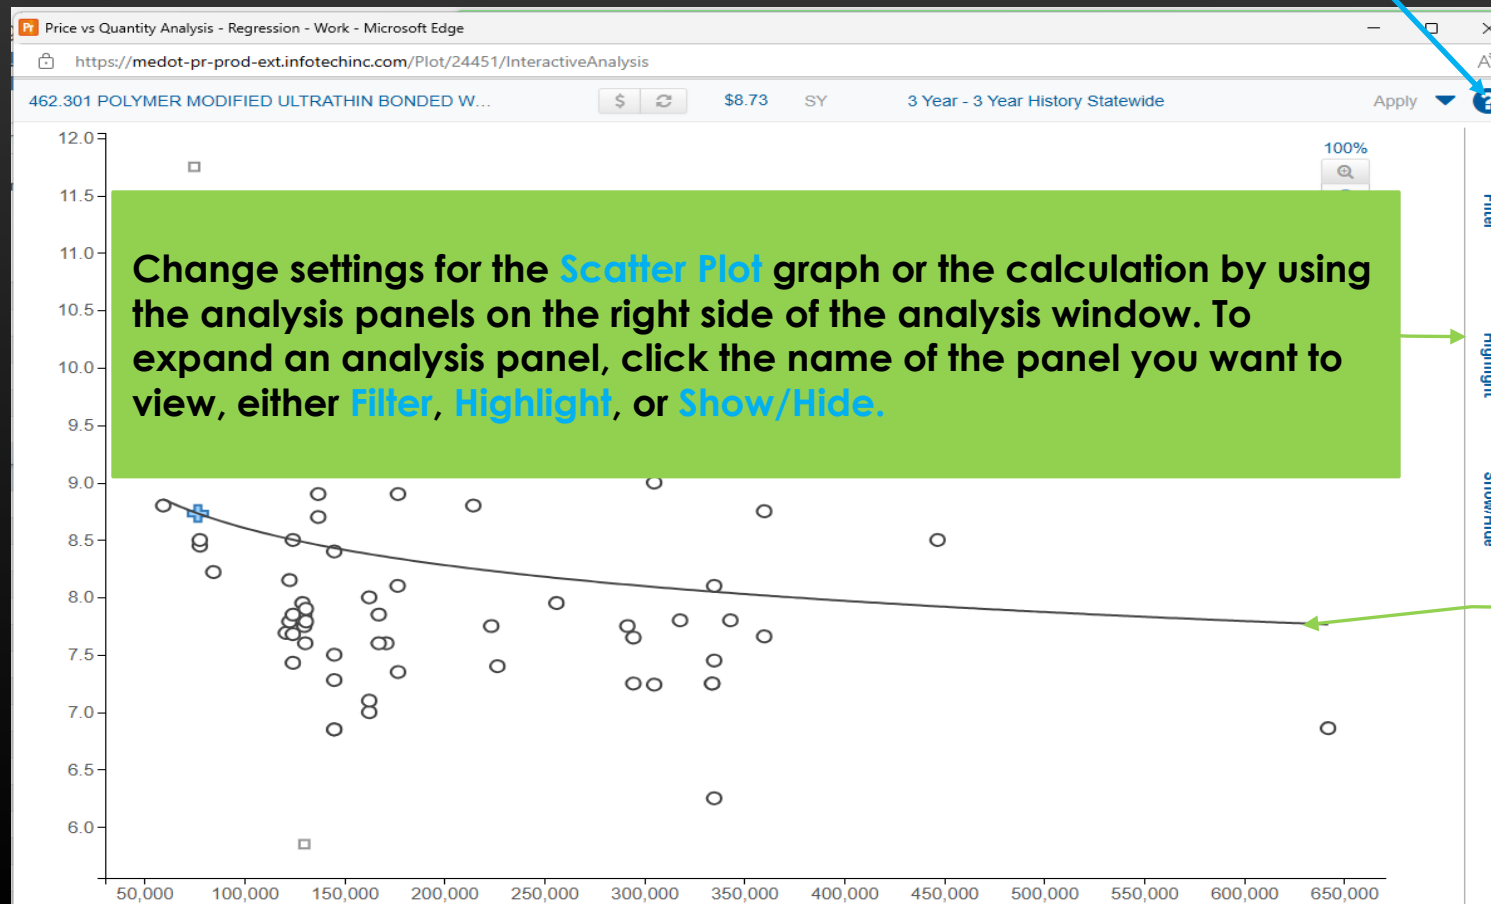 Pr Price vs Quantity Analysis - Regression - Work - Microsoft Edge
https://medot-pr-prod-ext.infotechinc.com/Plot/24451/InteractiveAnalysis
462.301 POLYMER MODIFIED ULTRATHIN BONDED W... $ $8.73 SY 3 Year - 3 Year History Statewide Apply ?
100%
12.0
11.5
11.0
10.5
10.0
9.5
9.0
8.5
8.0
7.5
7.0
6.5
6.0
Change settings for the Scatter Plot graph or the calculation by using
the analysis panels on the right side of the analysis window. To
expand an analysis panel, click the name of the panel you want to
view, either Filter, Highlight, or Show/Hide.
Filter
Highlight
Show/Hide
50,000 100,000 150,000 200,000 250,000 300,000 350,000 400,000 450,000 500,000 550,000 600,000 650,000